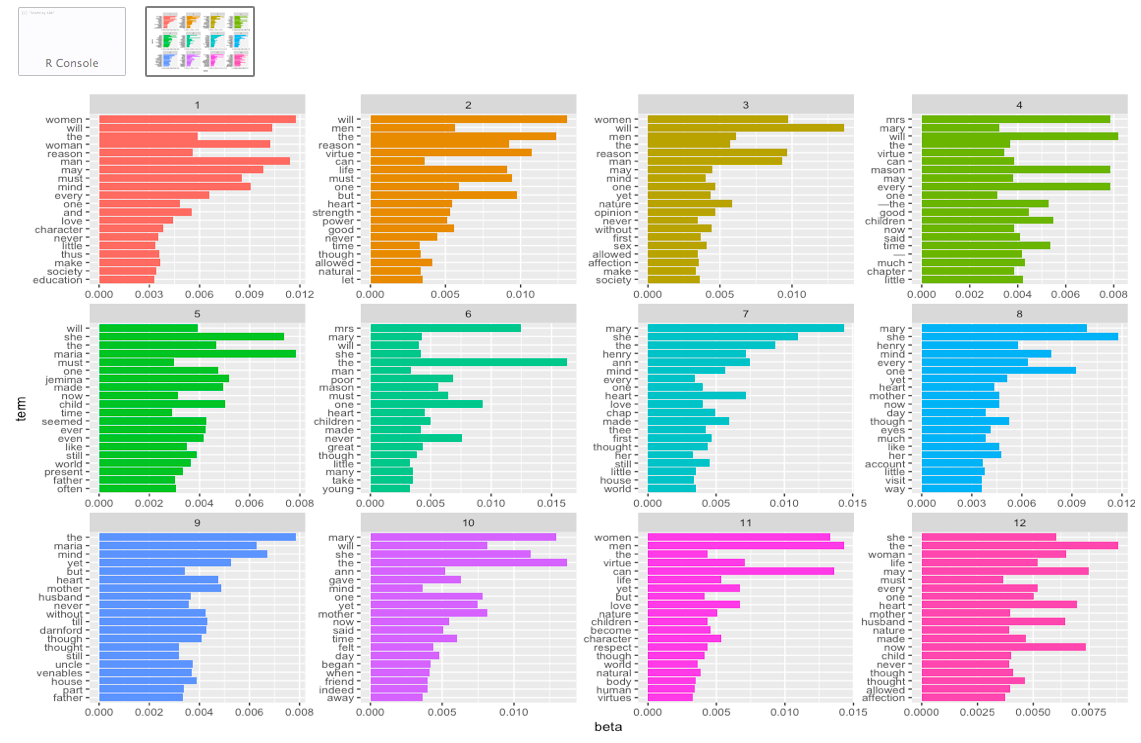 R Console
1
women
will
the
woman
reason
man
may
must
mind
every
one
and
love
character
never
little
thus
make
society
education
0.000 0.003 0.006 0.009 0.012
2
will
men
the
reason
virtue
can
life
must
one
but
heart
strength
power
good
never
time
though
allowed
natural
let
0.000 0.005 0.010
3
women
will
men
the
reason
man
may
mind
one
yet
nature
opinion
never
without
first
sex
allowed
affection
make
society
0.000 0.005 0.010
4
mrs
mary
will
the
virtue
can
mason
may
every
one
—the
good
children
now
said
time
—
much
chapter
little
0.000 0.002 0.004 0.006 0.008
term
5
will
she
the
maria
must
one
jemima
made
now
child
time
seemed
ever
even
like
still
world
present
father
often
0.000 0.002 0.004 0.006 0.008
6
mrs
mary
will
she
the
man
poor
mason
must
one
heart
children
made
never
great
though
little
many
take
young
0.000 0.005 0.010 0.015
7
mary
she
the
henry
ann
mind
every
one
heart
love
chap
made
thee
first
thought
her
still
little
house
world
0.000 0.005 0.010 0.015
8
mary
she
henry
mind
every
one
yet
heart
mother
now
day
though
eyes
much
like
her
account
little
visit
way
0.000 0.003 0.006 0.009 0.012
9
the
maria
mind
yet
but
heart
mother
husband
never
without
till
darnford
though
thought
still
uncle
venables
house
part
father
0.000 0.002 0.004 0.006 0.008
10
mary
will
she
the
ann
gave
mind
one
yet
mother
now
said
time
felt
day
began
when
friend
indeed
away
0.000 0.005 0.010
11
women
men
the
virtue
can
life
yet
but
love
nature
children
become
character
respect
though
world
natural
body
human
virtues
0.000 0.005 0.010 0.015
12
she
the
woman
life
may
must
every
one
heart
mother
husband
nature
made
now
child
never
though
thought
allowed
affection
0.0000 0.0025 0.0050 0.0075
beta